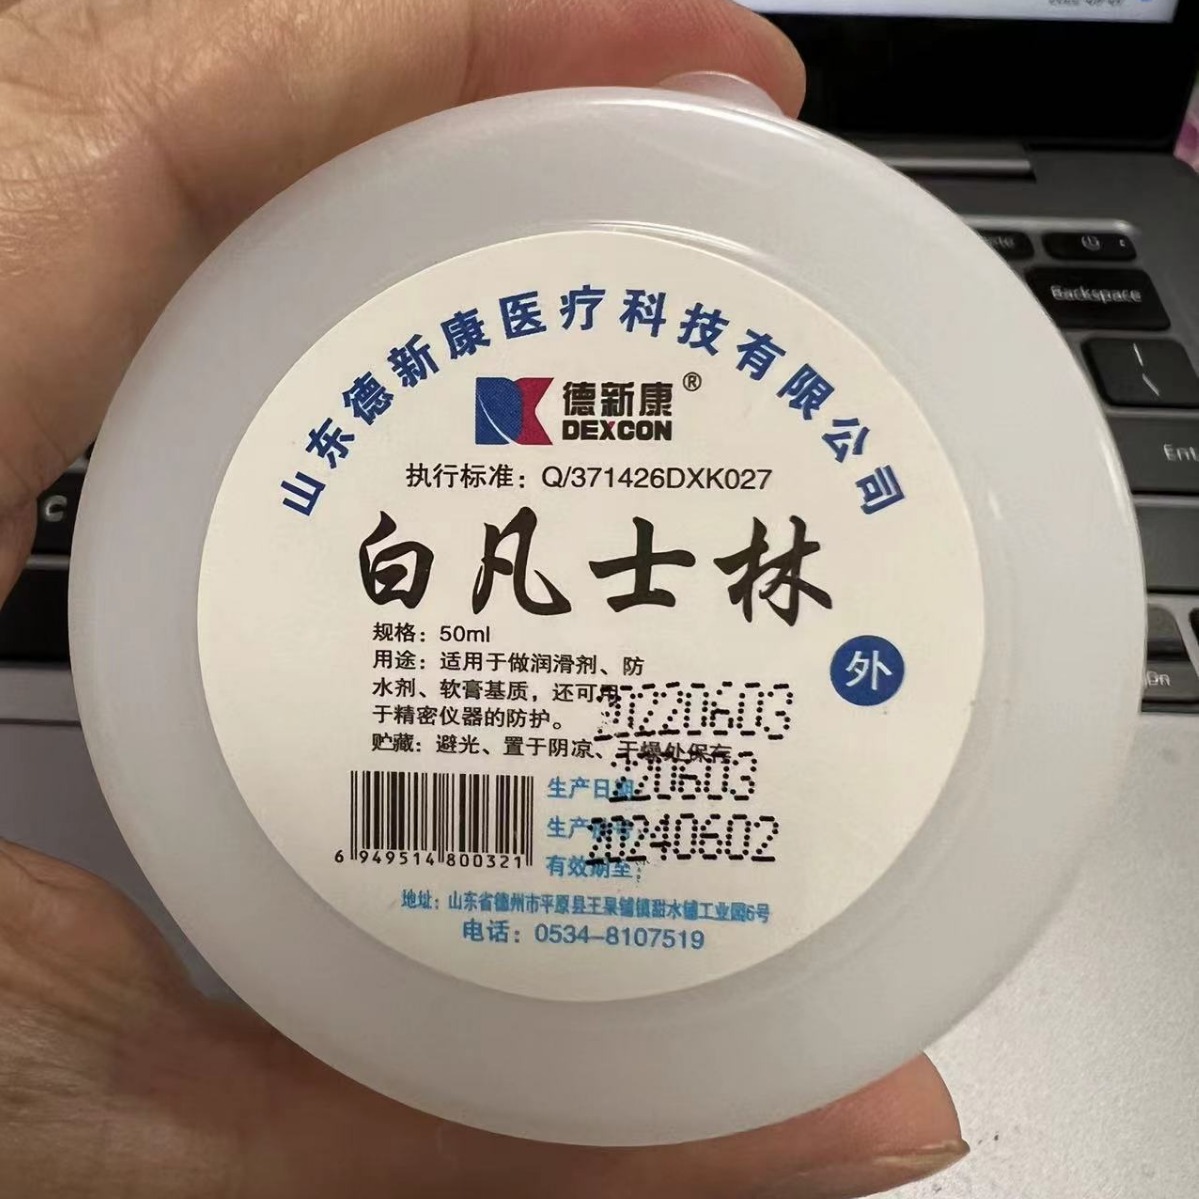 山东德新康医疗科技有限公司
德新康®
DEXCON
执行标准：Q/371426DXK027
白凡士林
规格：50ml
用途：适用于做润滑剂、防
水剂、软膏基质，还可用
于精密仪器的防护。
外
20220603
贮藏：避光、置于阴凉、干燥处保存
生产日期
220603
生产批号
20240602
有效期至：
6 949514 800321
地址：山东省德州市平原县王杲铺镇甜水铺工业园6号
电话：0534-8107519
Backspace
Ent
C